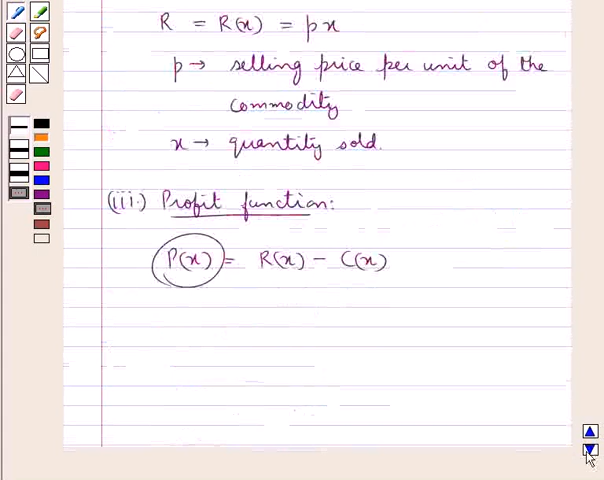 R = R(x) = px
p → selling price per unit of the
commodity
x → quantity sold.
(iii.) Profit function:
P(x) = R(x) - C(x)